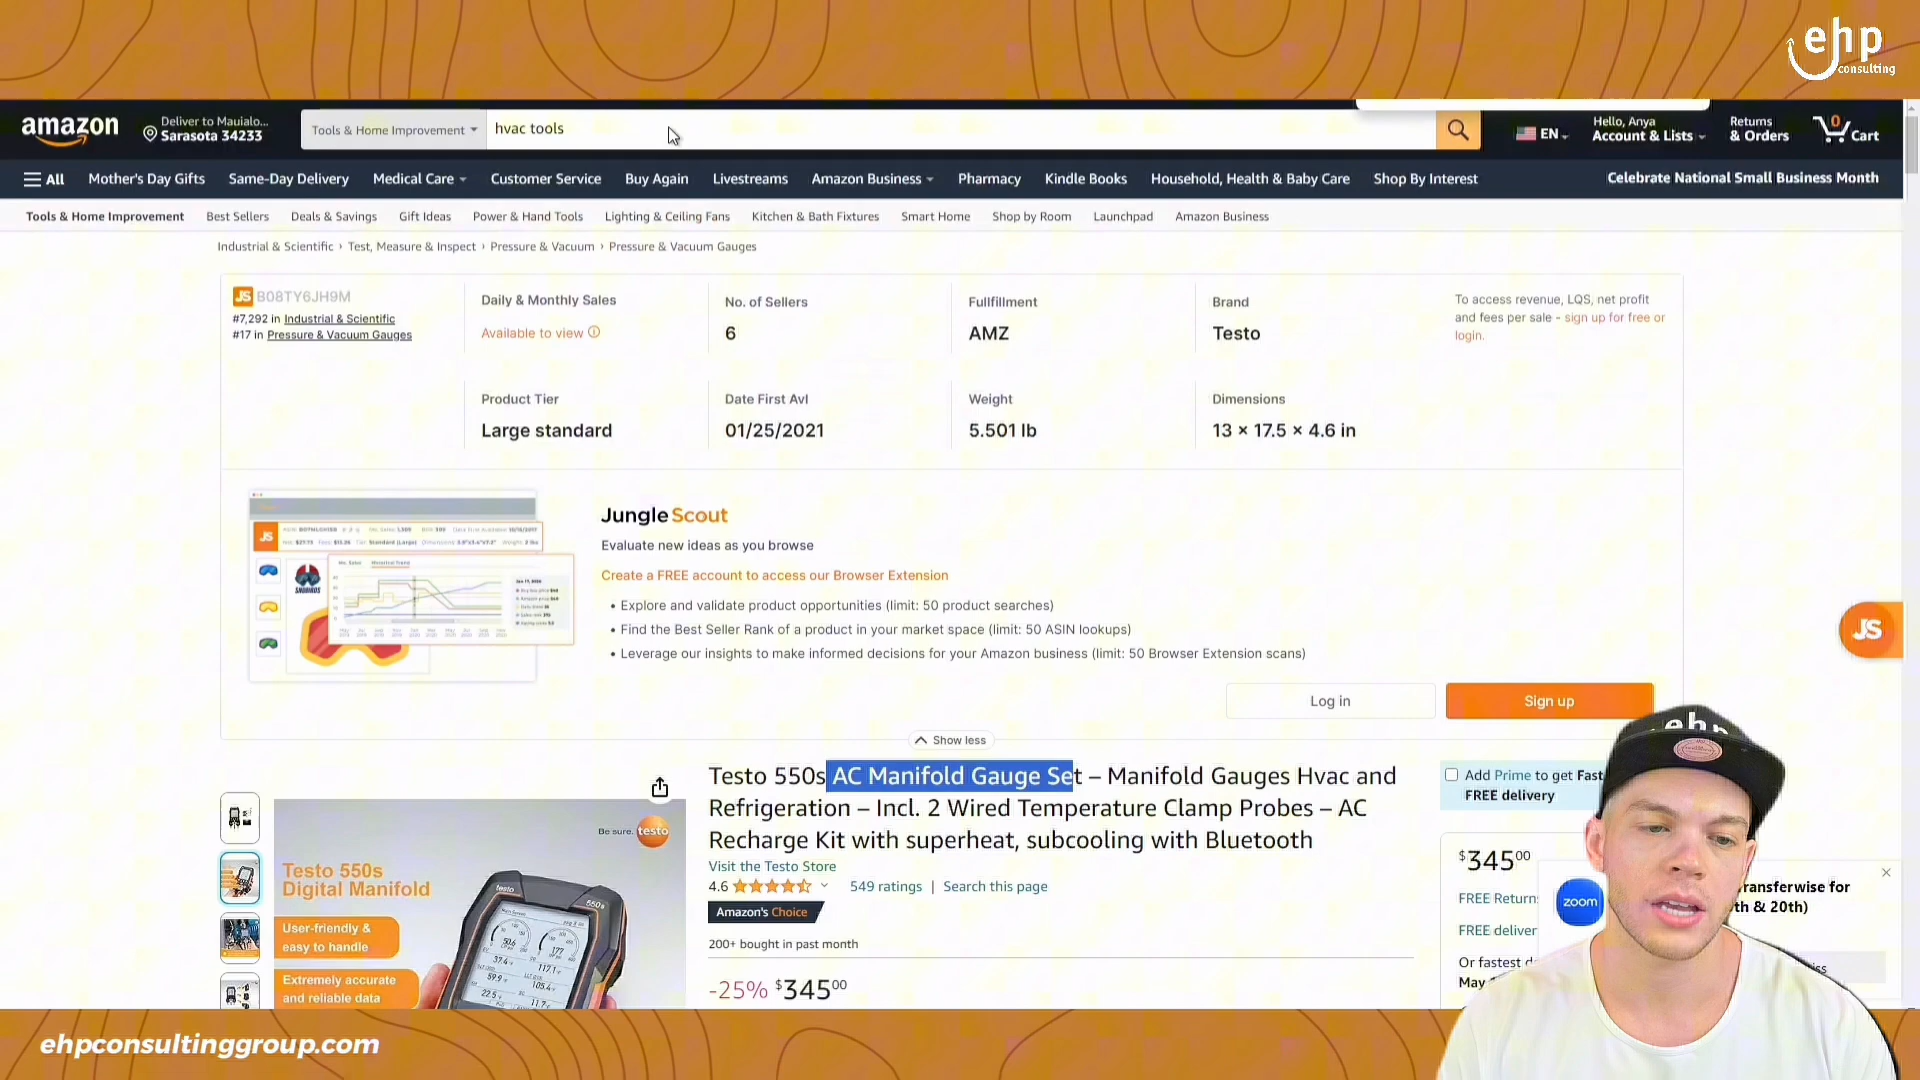 ehp
consulting
amazon
Deliver to Mauialo...
Sarasota 34233
Tools & Home Improvement
hvac tools
EN
Hello, Anya
Account & Lists
Returns
& Orders
0
Cart
All
Mother's Day Gifts
Same-Day Delivery
Medical Care
Customer Service
Buy Again
Livestreams
Amazon Business
Pharmacy
Kindle Books
Household, Health & Baby Care
Shop By Interest
Celebrate National Small Business Month
Tools & Home Improvement
Best Sellers
Deals & Savings
Gift Ideas
Power & Hand Tools
Lighting & Ceiling Fans
Kitchen & Bath Fixtures
Smart Home
Shop by Room
Launchpad
Amazon Business
Industrial & Scientific › Test, Measure & Inspect › Pressure & Vacuum › Pressure & Vacuum Gauges
JS B08TY6JH9M
#7,292 in Industrial & Scientific
#17 in Pressure & Vacuum Gauges
Daily & Monthly Sales
Available to view
No. of Sellers
6
Fullfillment
AMZ
Brand
Testo
To access revenue, LQS, net profit
and fees per sale - sign up for free or
login.
Product Tier
Large standard
Date First Avl
01/25/2021
Weight
5.501 lb
Dimensions
13 × 17.5 × 4.6 in
JS
Jungle Scout
Evaluate new ideas as you browse
Create a FREE account to access our Browser Extension
• Explore and validate product opportunities (limit: 50 product searches)
• Find the Best Seller Rank of a product in your market space (limit: 50 ASIN lookups)
• Leverage our insights to make informed decisions for your Amazon business (limit: 50 Browser Extension scans)
JS
Log in
Sign up
Show less
Testo 550s AC Manifold Gauge Set – Manifold Gauges Hvac and
Refrigeration – Incl. 2 Wired Temperature Clamp Probes – AC
Recharge Kit with superheat, subcooling with Bluetooth
Visit the Testo Store
4.6
549 ratings | Search this page
Amazon's Choice
200+ bought in past month
-25% $34500
Be sure. testo
Testo 550s
Digital Manifold
User-friendly &
easy to handle
Extremely accurate
and reliable data
testo
550s
Add Prime to get Fast
FREE delivery
$34500
FREE Return
FREE deliver
Or fastest d
May
zoom
ransferwise for
th & 20th)
ehp
ehpconsultinggroup.com